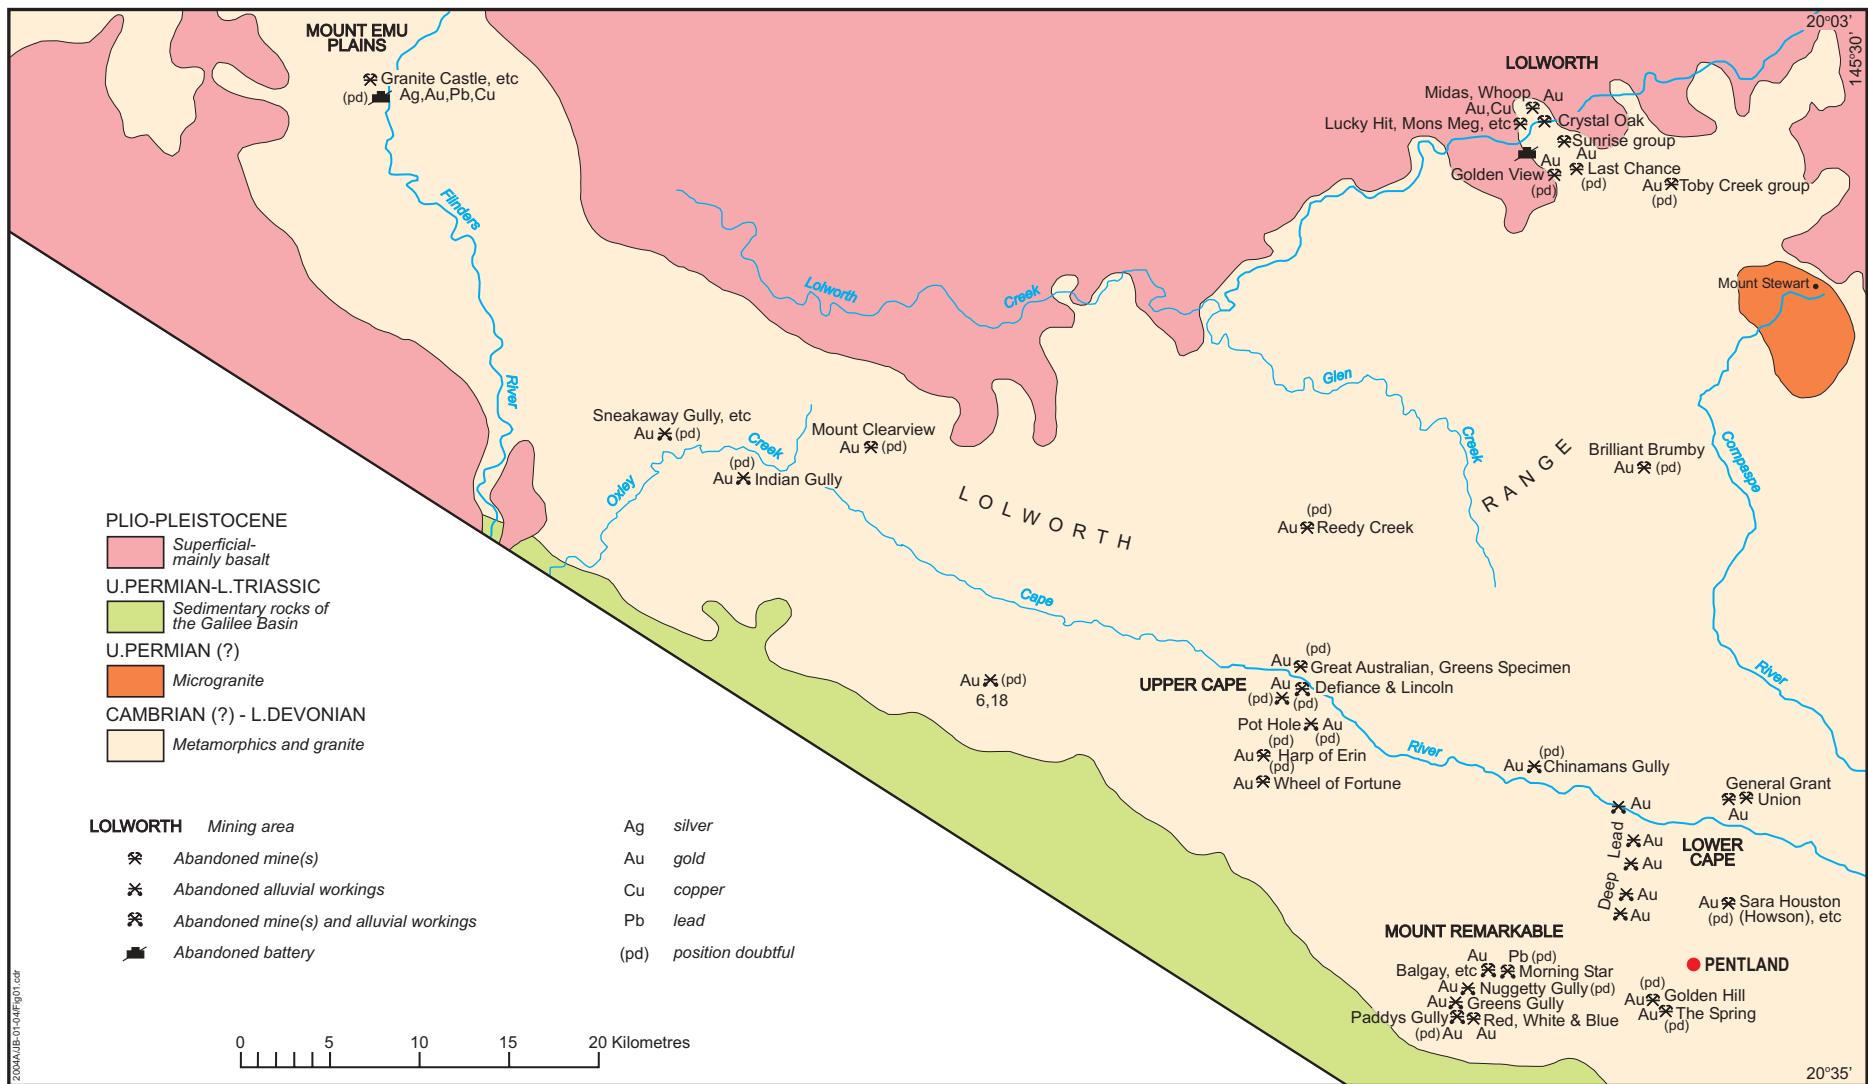 MOUNT EMU
PLAINS
Granite Castle, etc
(pd) Ag,Au,Pb,Cu
20°03'
145°30'
LOLWORTH
Midas, Whoop Au
Au,Cu
Lucky Hit, Mons Meg, etc
Crystal Oak
Sunrise group
Au
Au
Golden View
(pd)
Last Chance
(pd)
Au Toby Creek group
(pd)
Flinders
River
Lolworth
Creek
Mount Stewart
Glen
Creek
Compaspe
River
Sneakaway Gully, etc
Au (pd)
Creek
Oxley
(pd)
Au Indian Gully
Mount Clearview
Au (pd)
LOLWORTH
RANGE
Brilliant Brumby
Au (pd)
(pd)
Au Reedy Creek
Cape
River
PLIO-PLEISTOCENE
Superficial-
mainly basalt
U.PERMIAN-L.TRIASSIC
Sedimentary rocks of
the Galilee Basin
U.PERMIAN (?)
Microgranite
CAMBRIAN (?) - L.DEVONIAN
Metamorphics and granite
Au (pd)
6,18
UPPER CAPE
(pd)
Au Great Australian, Greens Specimen
Au Defiance & Lincoln
(pd) (pd)
Pot Hole Au
(pd) (pd)
Au Harp of Erin
(pd)
Au Wheel of Fortune
(pd)
Au Chinamans Gully
General Grant
Union
Au
Deep Lead
Au
Au
Au
Au
Au
LOWER
CAPE
Au Sara Houston
(pd) (Howson), etc
MOUNT REMARKABLE
Au Pb (pd)
Balgay, etc Morning Star
Au Nuggetty Gully (pd)
Au Greens Gully
Paddys Gully Red, White & Blue
(pd) Au Au
PENTLAND
(pd)
Au Golden Hill
Au The Spring
(pd)
LOLWORTH Mining area
Abandoned mine(s)
Abandoned alluvial workings
Abandoned mine(s) and alluvial workings
Abandoned battery
Ag silver
Au gold
Cu copper
Pb lead
(pd) position doubtful
0 5 10 15 20 Kilometres
2004A/JB-01-04/Fig01.cdr
20°35'